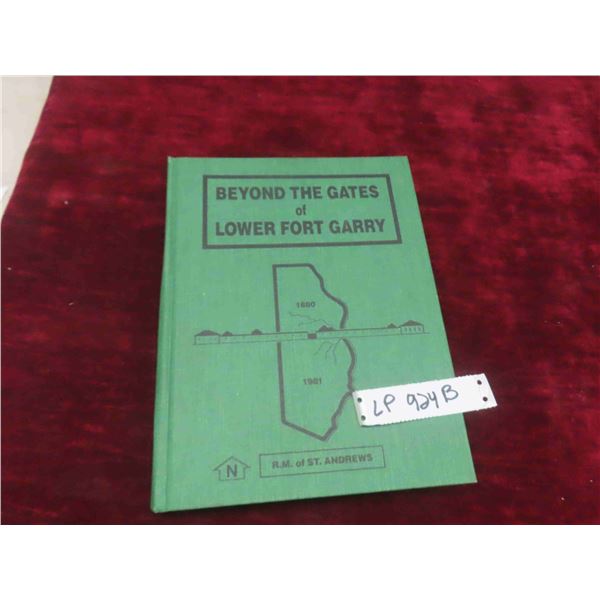 BEYOND THE GATES
of
LOWER FORT GARRY
1880
1981
LP 924B
N
R.M. of ST. ANDREWS